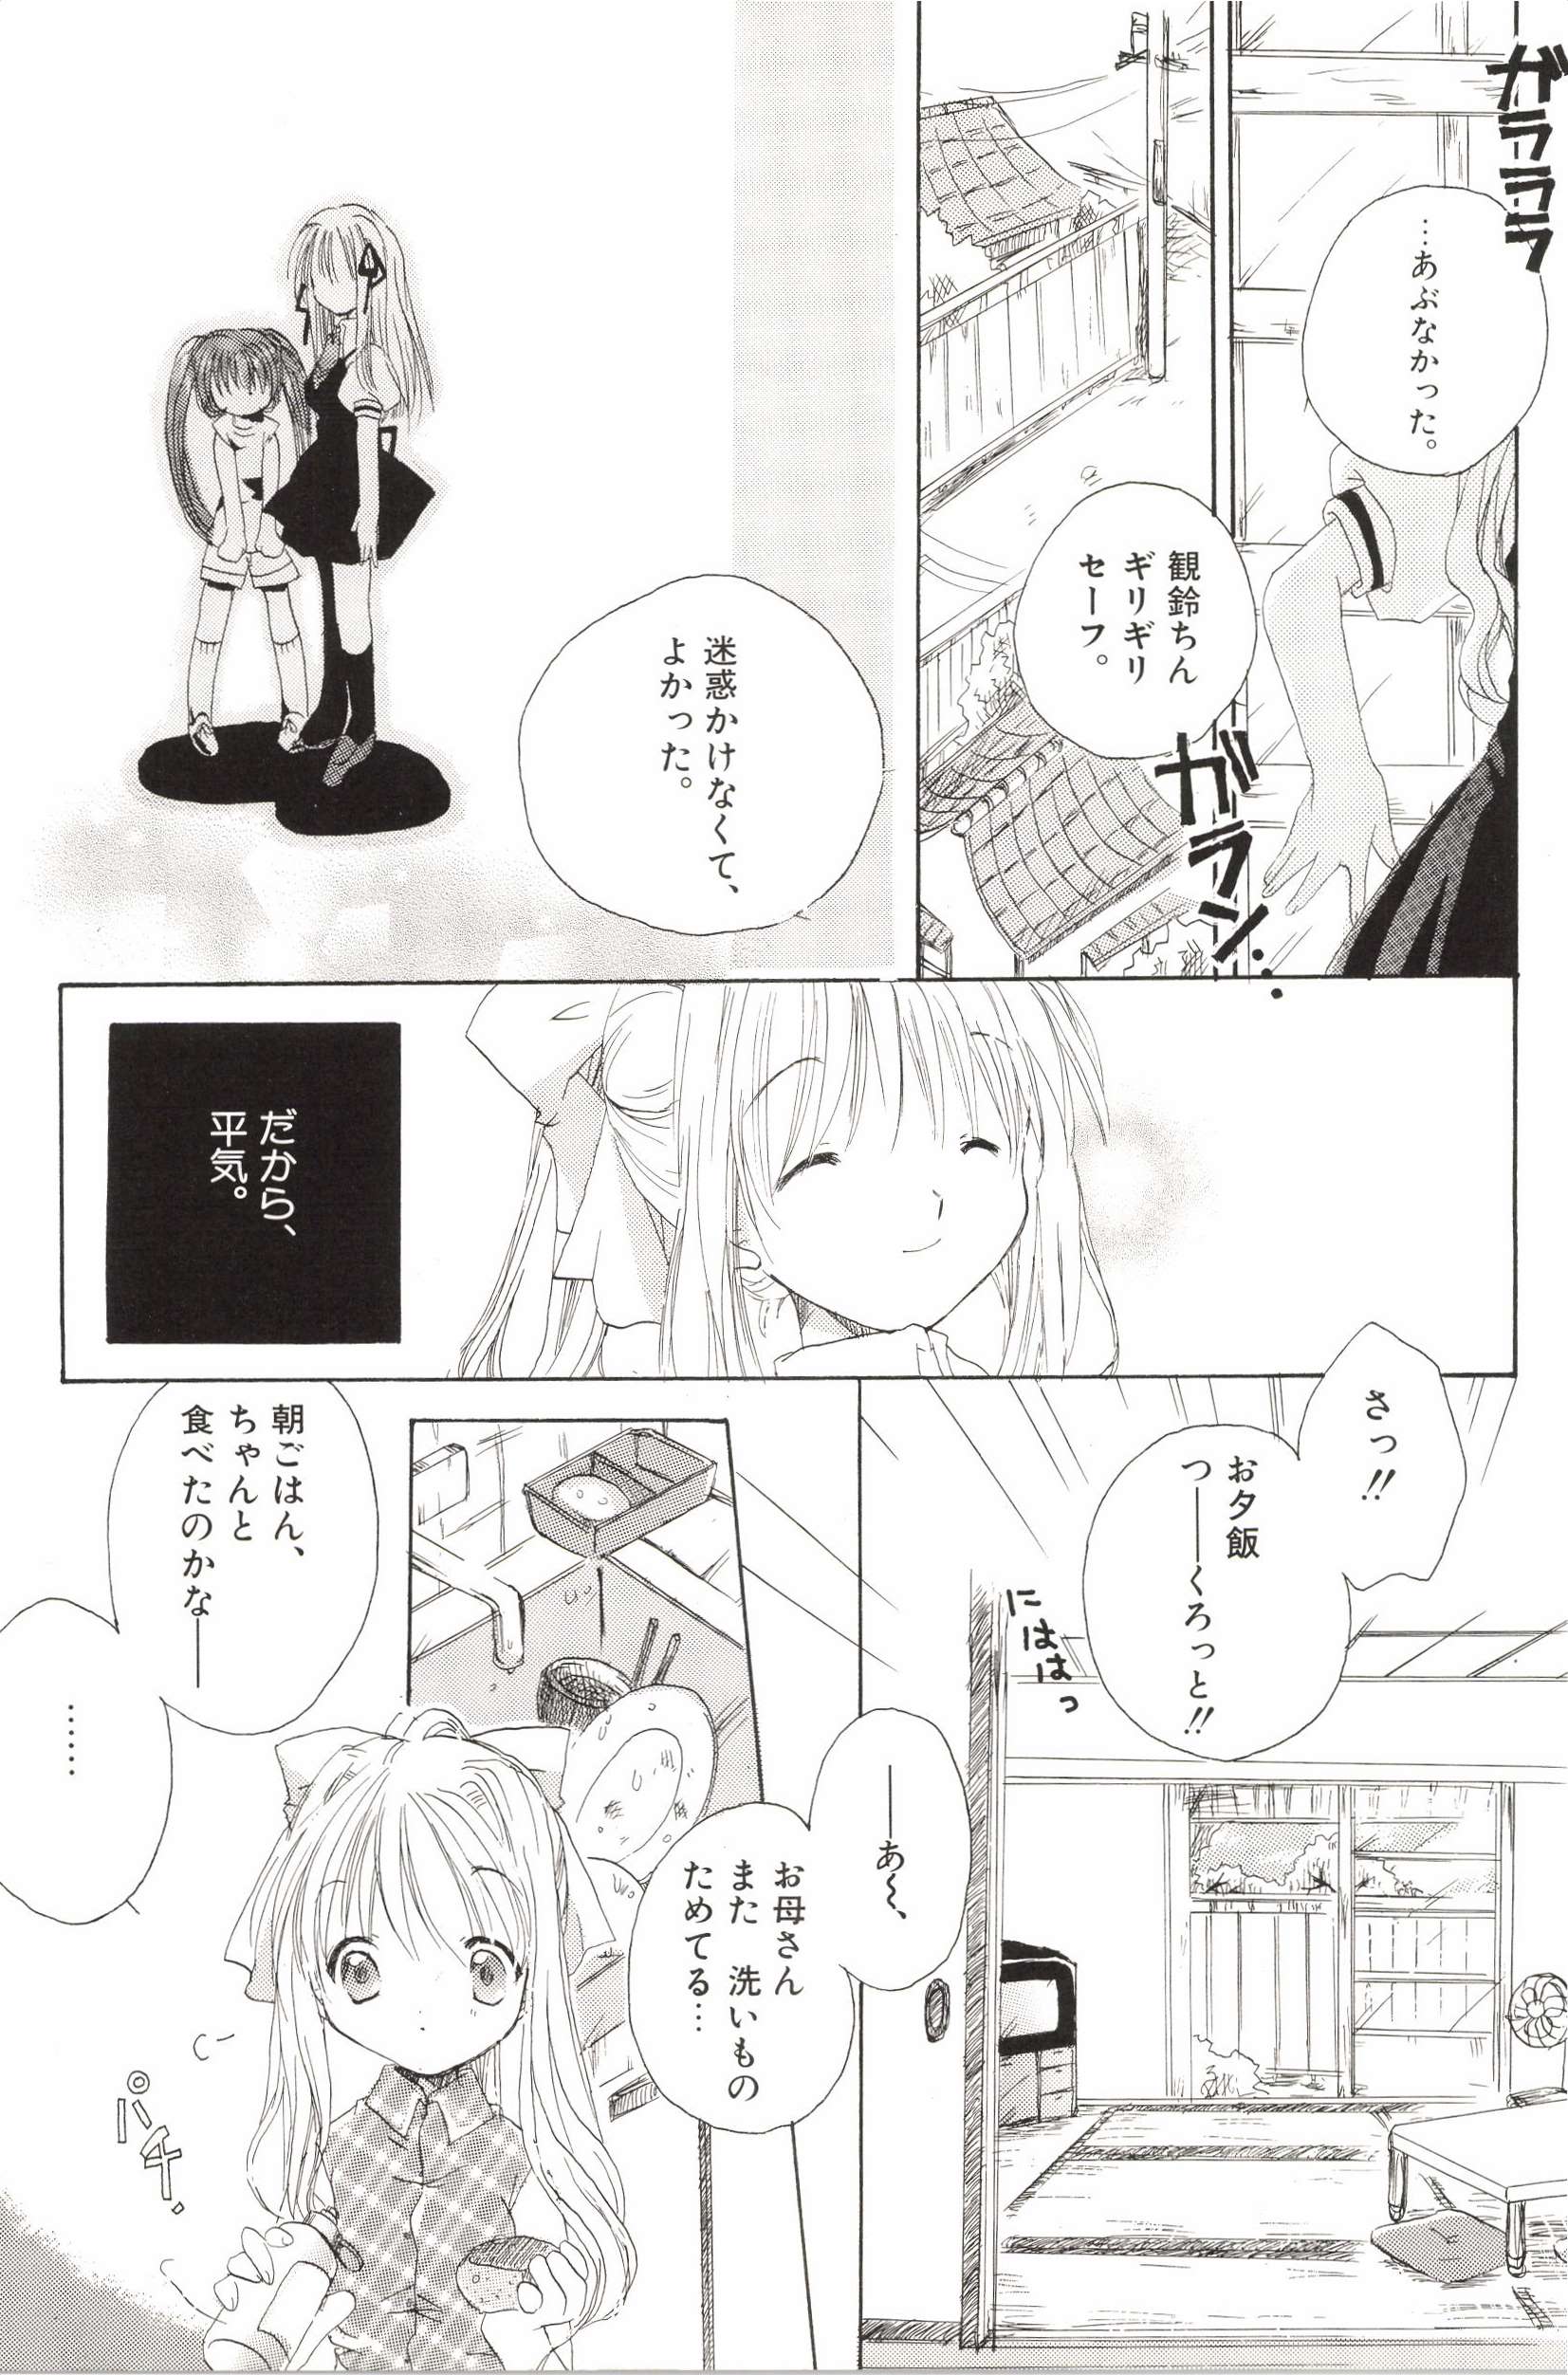 ガラララ
…あぶなかった。
観鈴ちん
ギリギリ
セーフ。
ガラン‥
迷惑かけなくて、
よかった。
だから、
平気。
さっ!!
お夕飯
つ――くろっと!!
にははっ
――あ〜、
お母さん
また 洗いもの
ためてる…
朝ごはん、
ちゃんと
食べたのかな――
……
パチ.